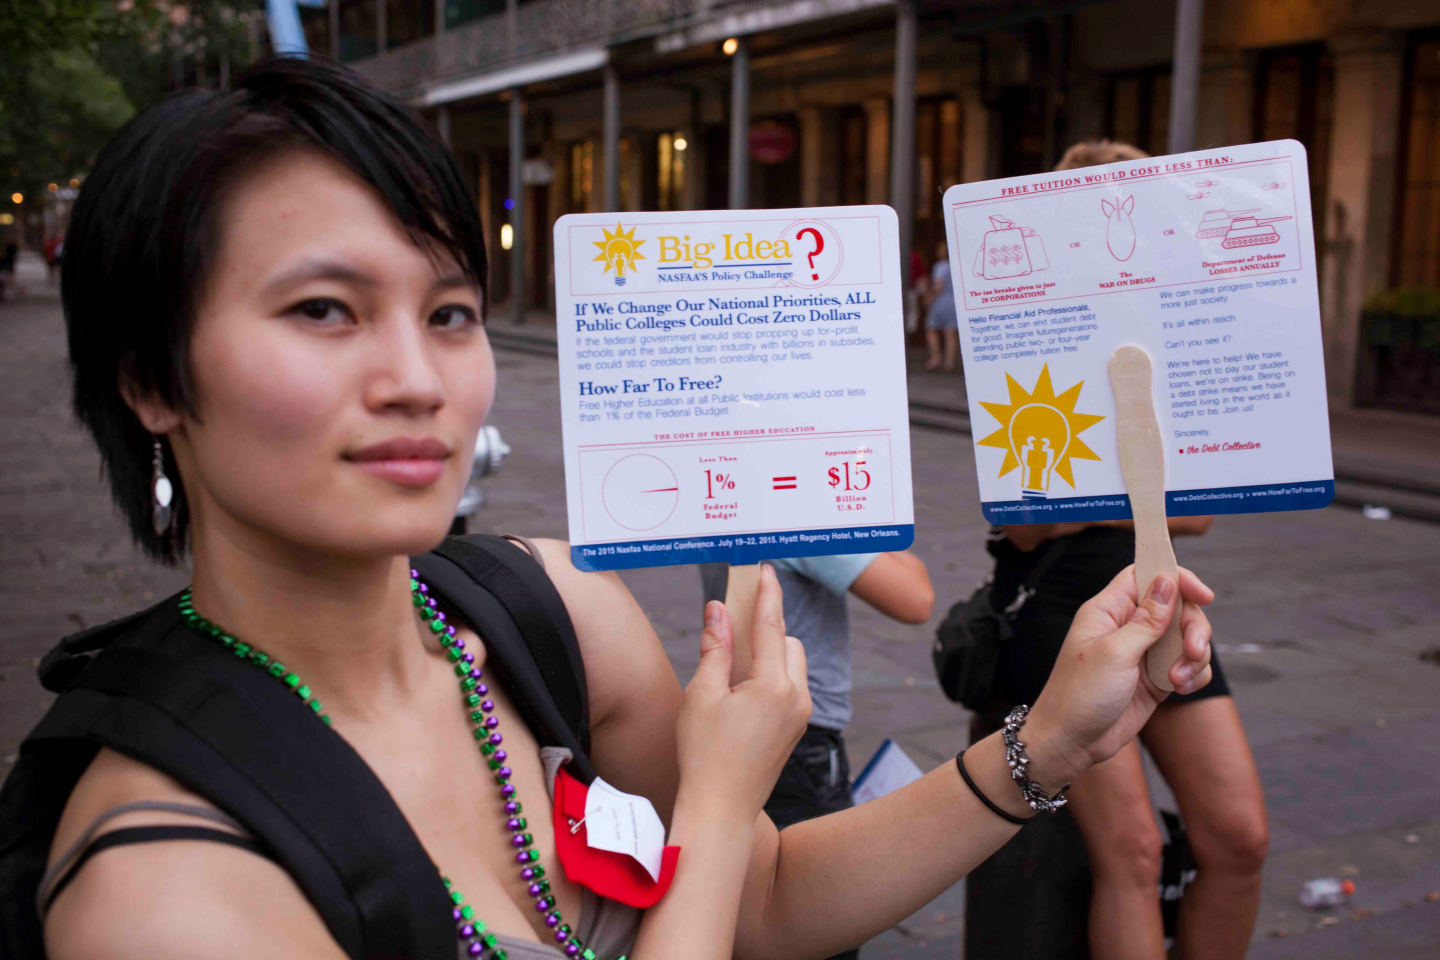 Big Idea ?
NASFAA'S Policy Challenge
If We Change Our National Priorities, ALL
Public Colleges Could Cost Zero Dollars
If the federal government would stop propping up for-profit
schools and the student loan industry with billions in subsidies,
we could stop creditors from controlling our lives.
How Far To Free?
Free Higher Education at all Public Institutions would cost less
than 1% of the Federal Budget.
THE COST OF FREE HIGHER EDUCATION
Less Than
1%
Federal
Budget
=
Approximately
$15
Billion
U.S.D.
The 2015 Nasfaa National Conference. July 19-22, 2015. Hyatt Regency Hotel, New Orleans.
FREE TUITION WOULD COST LESS THAN:
$$$
The tax breaks given to just
20 CORPORATIONS
OR
The
WAR ON DRUGS
OR
Department of Defense
LOSSES ANNUALLY
Hello Financial Aid Professionals,
Together, we can end student debt
for good. Imagine futuregenerations
attending public two- or four-year
college completely tuition free.
We can make progress towards a
more just society.
It's all within reach.
Can't you see it?
We're here to help! We have
chosen not to pay our student
loans, we're on strike. Being on
a debt strike means we have
started living in the world as it
ought to be. Join us!
Sincerely,
the Debt Collective
www.DebtCollective.org » www.HowFarToFree.org
www.DebtCollective.org » www.HowFarToFree.org